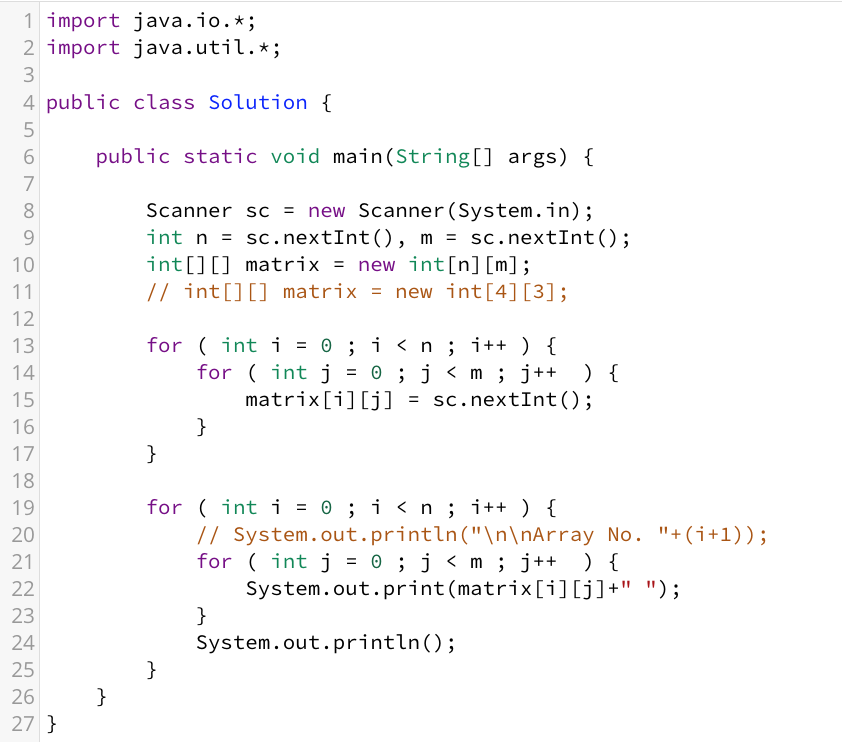 1 import java.io.*;
2 import java.util.*;
3
4 public class Solution {
5
6     public static void main(String[] args) {
7
8         Scanner sc = new Scanner(System.in);
9         int n = sc.nextInt(), m = sc.nextInt();
10         int[][] matrix = new int[n][m];
11         // int[][] matrix = new int[4][3];
12
13         for ( int i = 0 ; i < n ; i++ ) {
14             for ( int j = 0 ; j < m ; j++  ) {
15                 matrix[i][j] = sc.nextInt();
16             }
17         }
18
19         for ( int i = 0 ; i < n ; i++ ) {
20             // System.out.println("\n\nArray No. "+(i+1));
21             for ( int j = 0 ; j < m ; j++  ) {
22                 System.out.print(matrix[i][j]+" ");
23             }
24             System.out.println();
25         }
26     }
27 }